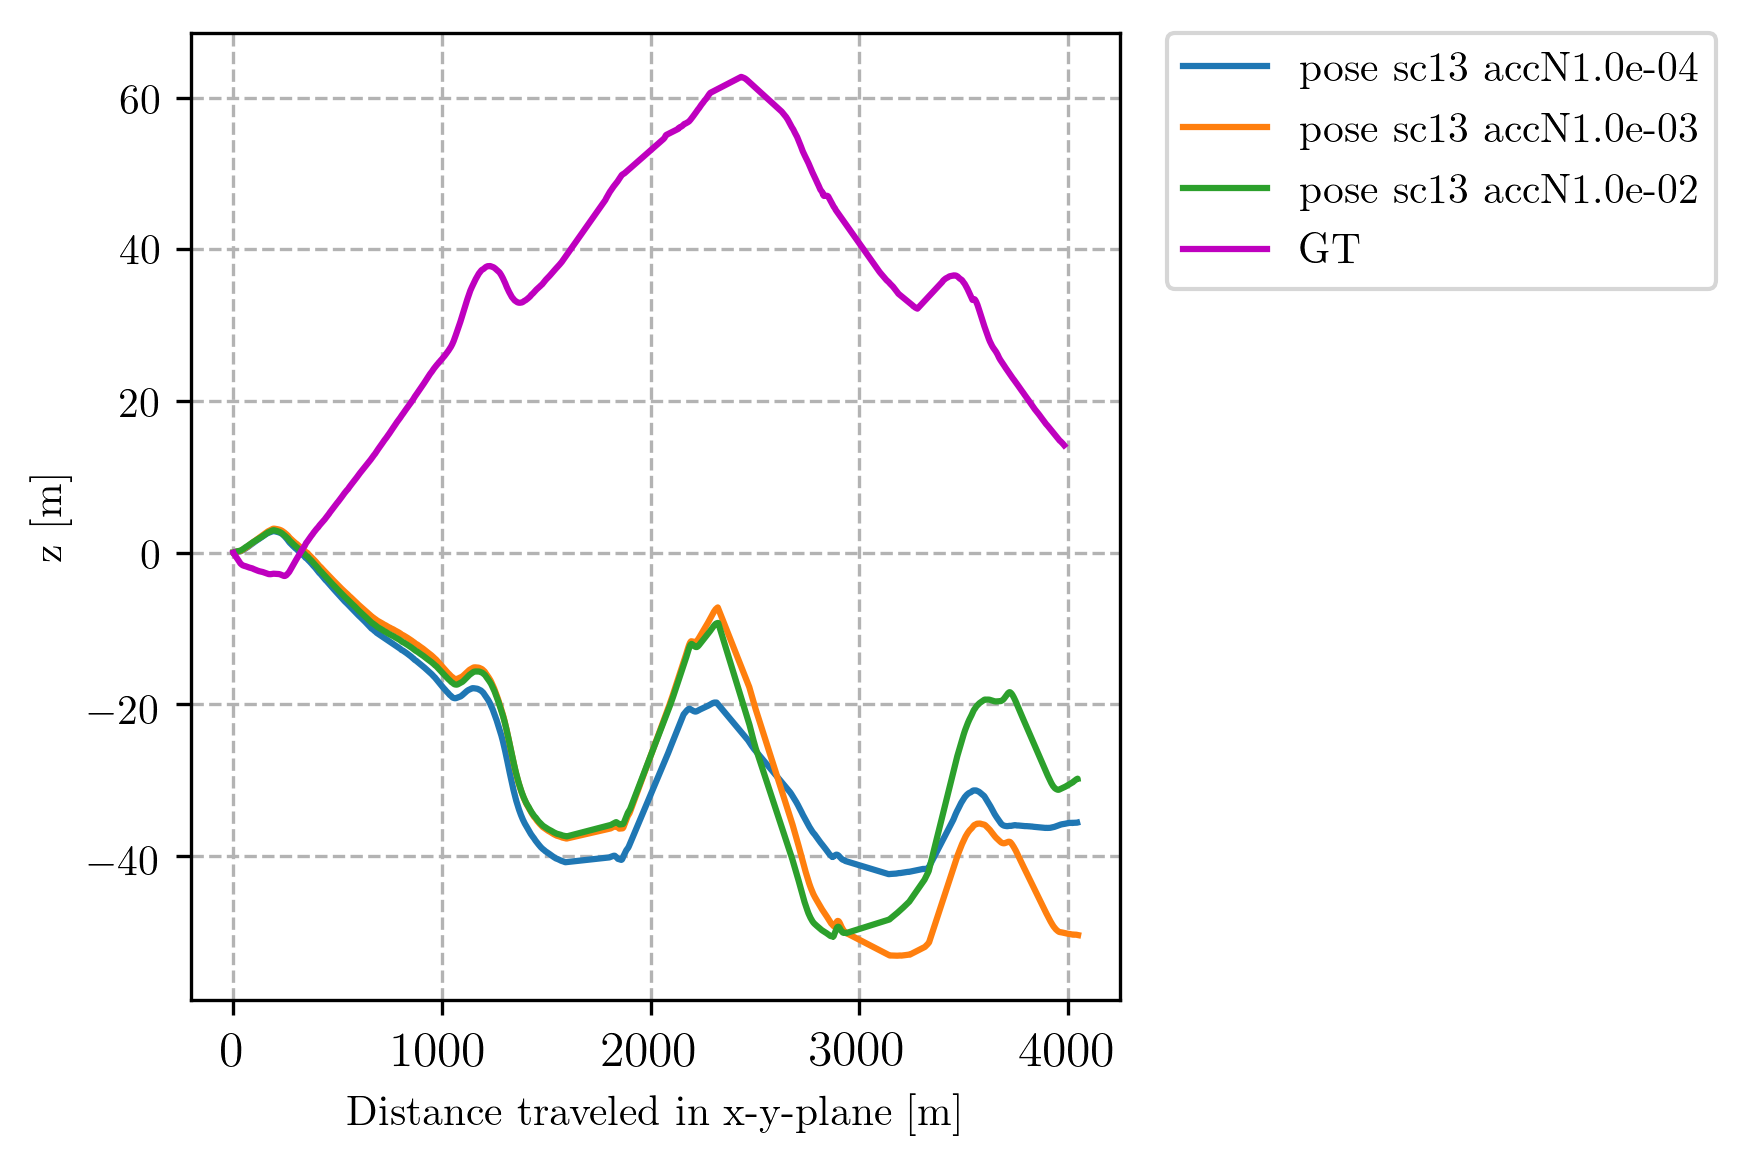 60
40
20
0
−20
−40
z [m]
0 1000 2000 3000 4000
Distance traveled in x-y-plane [m]
pose sc13 accN1.0e-04
pose sc13 accN1.0e-03
pose sc13 accN1.0e-02
GT